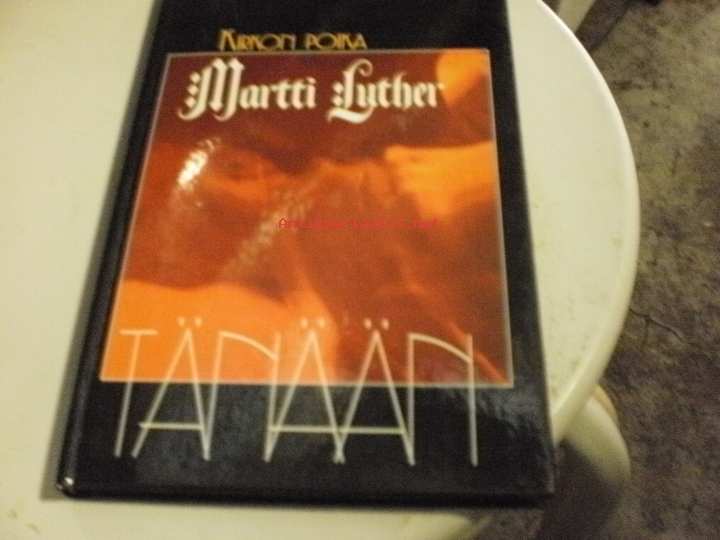 KIRKON POIKA
Martti Luther
TÄNÄÄN